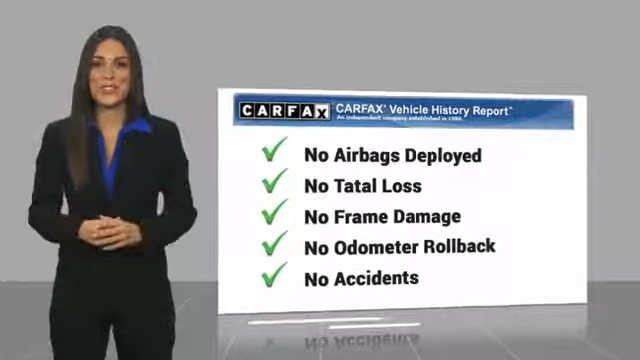 CARFAX CARFAX® Vehicle History Report™
An independent company established in 1986
No Airbags Deployed
No Tatal Loss
No Frame Damage
No Odometer Rollback
No Accidents